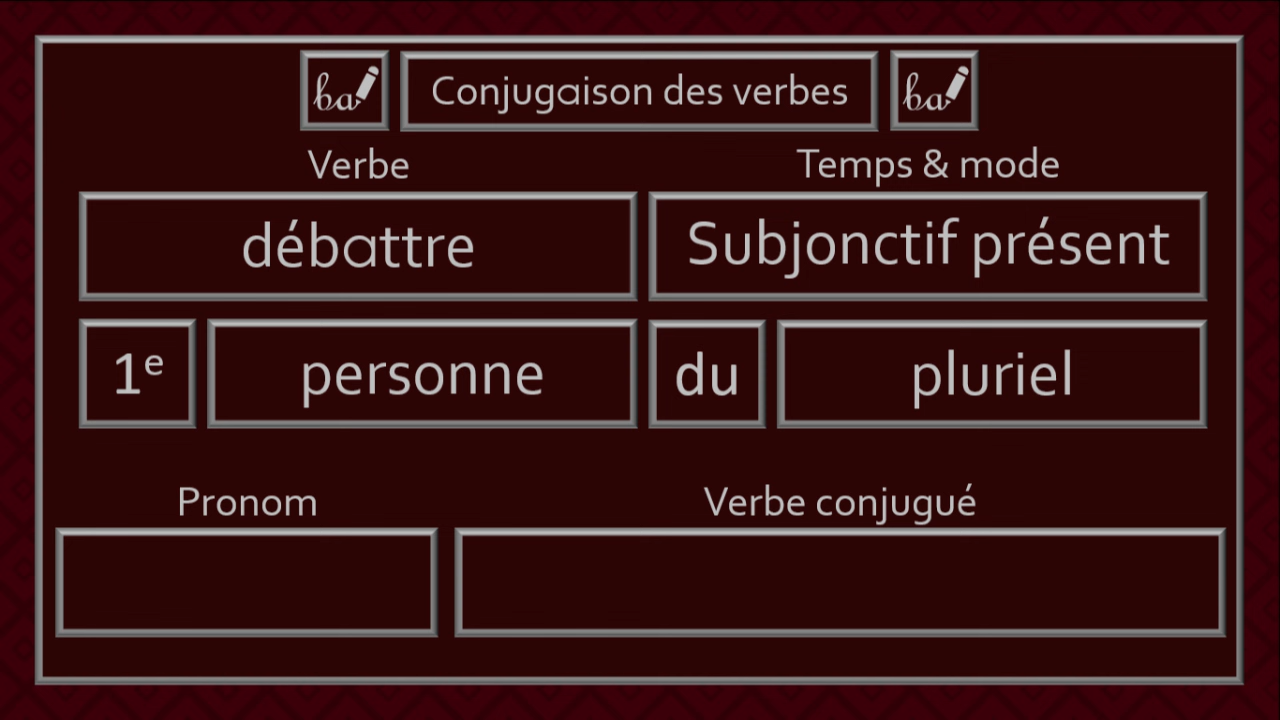 ba Conjugaison des verbes ba
Verbe Temps & mode
débattre Subjonctif présent
1e personne du pluriel
Pronom Verbe conjugué